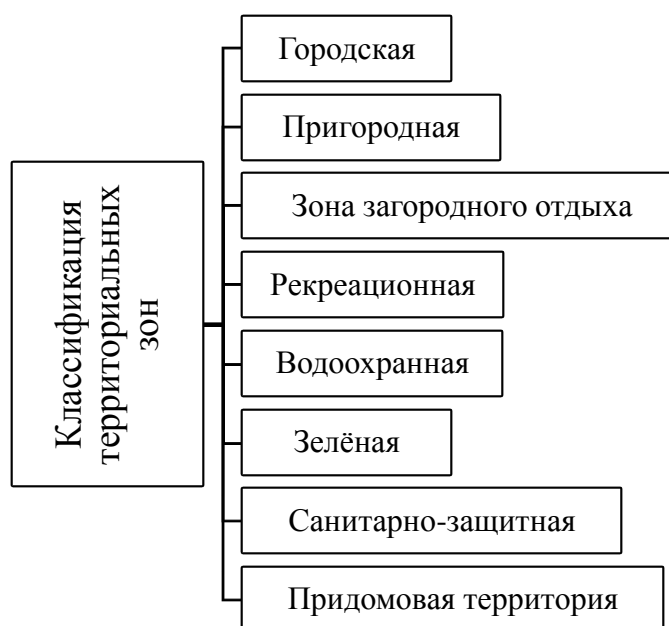 Классификация
территориальных
зон
Городская
Пригородная
Зона загородного отдыха
Рекреационная
Водоохранная
Зелёная
Санитарно-защитная
Придомовая территория